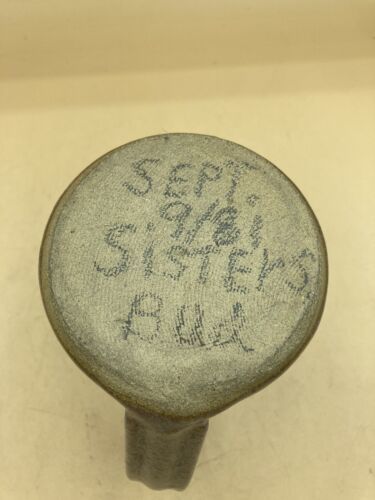 SEPT.
9/81
SiSTERS
Bud